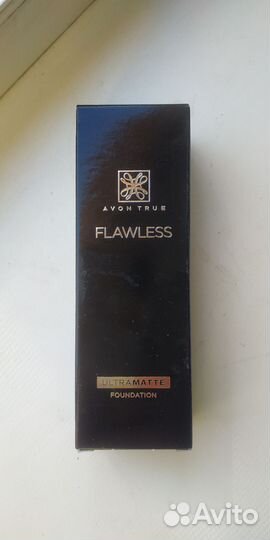 AVON TRUE
FLAWLESS
ULTRAMATTE
FOUNDATION
Avito